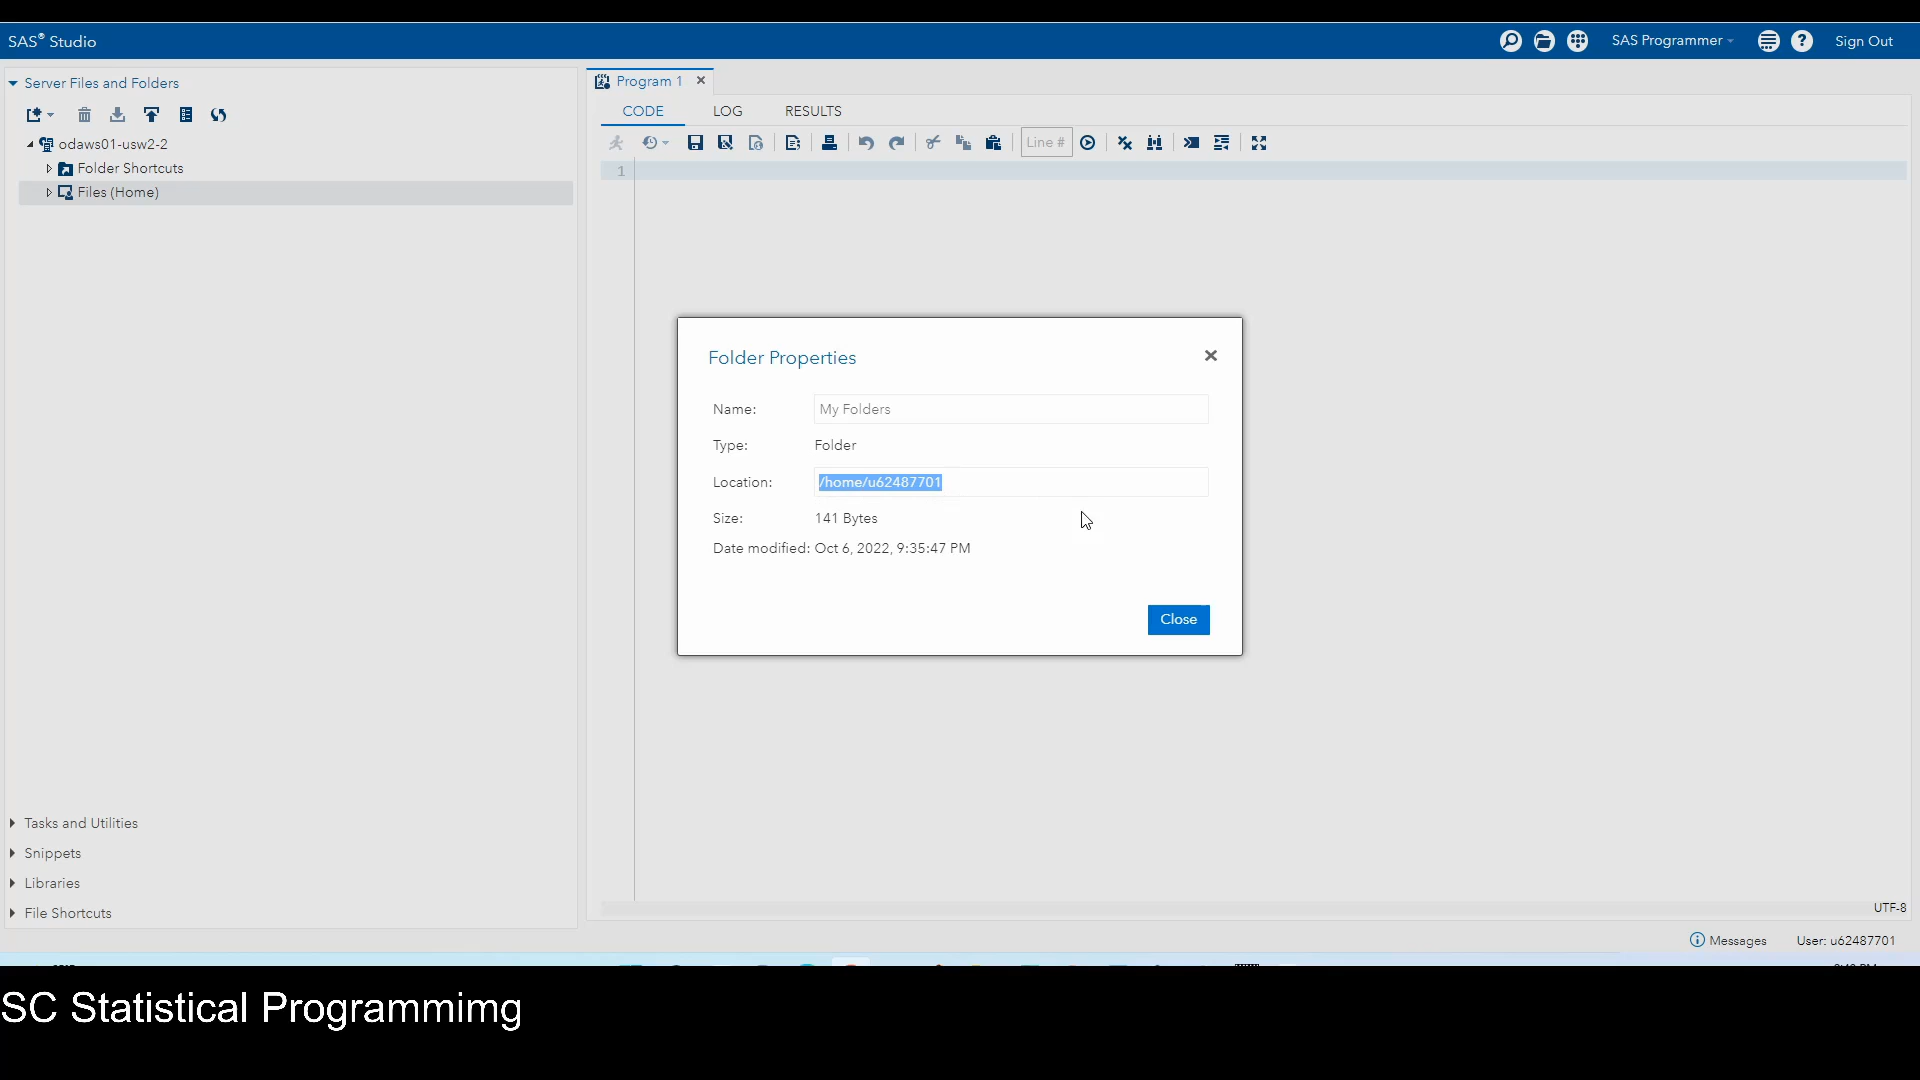 SAS® Studio
SAS Programmer
Sign Out
Server Files and Folders
odaws01-usw2-2
Folder Shortcuts
Files (Home)
Program 1
CODE LOG RESULTS
Line #
1
Folder Properties
Name: My Folders
Type: Folder
Location: /home/u62487701
Size: 141 Bytes
Date modified: Oct 6, 2022, 9:35:47 PM
Close
Tasks and Utilities
Snippets
Libraries
File Shortcuts
UTF-8
Messages User: u62487701
SC Statistical Programmimg